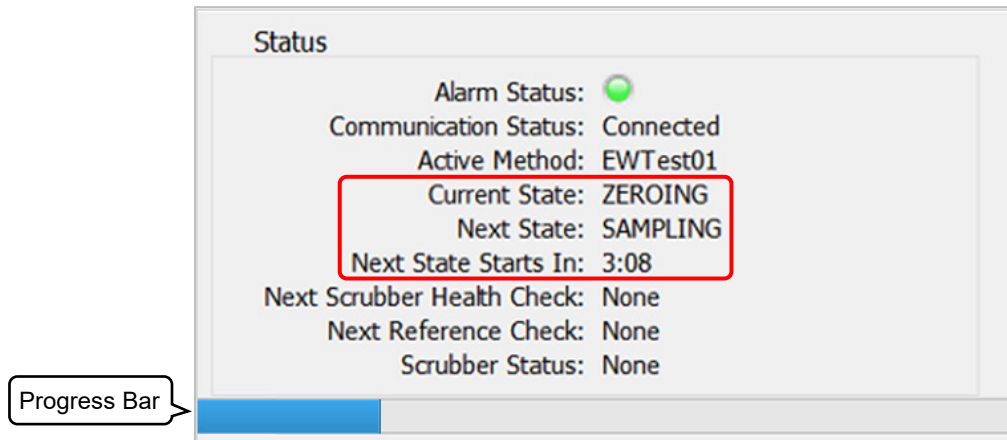 Status
Alarm Status:
Communication Status: Connected
Active Method: EWTest01
Current State: ZEROING
Next State: SAMPLING
Next State Starts In: 3:08
Next Scrubber Health Check: None
Next Reference Check: None
Scrubber Status: None
Progress Bar